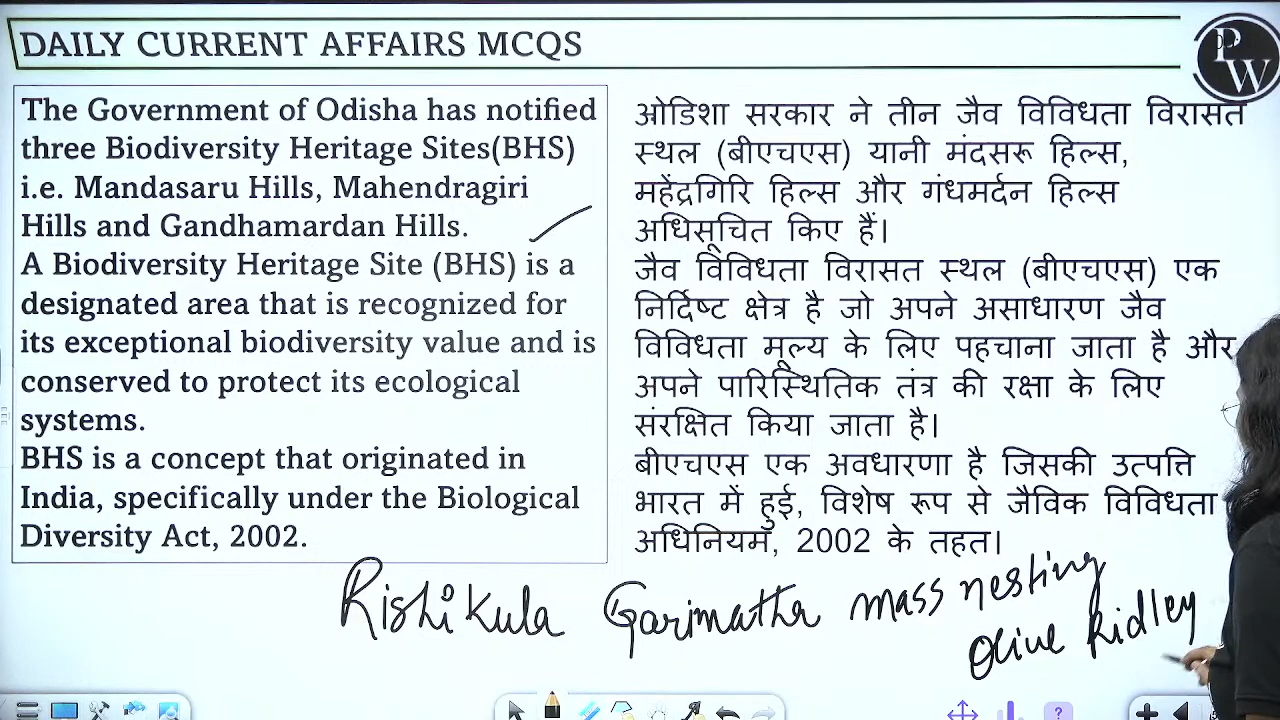 DAILY CURRENT AFFAIRS MCQS
PW
The Government of Odisha has notified
three Biodiversity Heritage Sites(BHS)
i.e. Mandasaru Hills, Mahendragiri
Hills and Gandhamardan Hills.
A Biodiversity Heritage Site (BHS) is a
designated area that is recognized for
its exceptional biodiversity value and is
conserved to protect its ecological
systems.
BHS is a concept that originated in
India, specifically under the Biological
Diversity Act, 2002.
ओडिशा सरकार ने तीन जैव विविधता विरासत
स्थल (बीएचएस) यानी मंदसरू हिल्स,
महेंद्रगिरि हिल्स और गंधमर्दन हिल्स
अधिसूचित किए हैं।
जैव विविधता विरासत स्थल (बीएचएस) एक
निर्दिष्ट क्षेत्र है जो अपने असाधारण जैव
विविधता मूल्य के लिए पहचाना जाता है और
अपने पारिस्थितिक तंत्र की रक्षा के लिए
संरक्षित किया जाता है।
बीएचएस एक अवधारणा है जिसकी उत्पत्ति
भारत में हुई, विशेष रूप से जैविक विविधता
अधिनियम, 2002 के तहत।
Rishikula Garimatha mass nesting
Olive Ridley